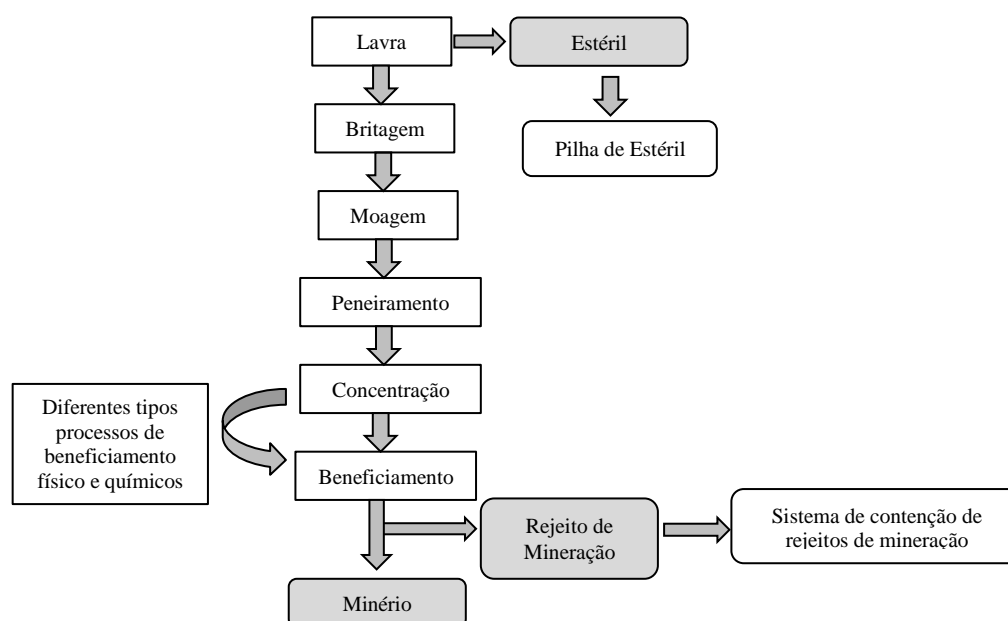 Lavra
Estéril
Britagem
Pilha de Estéril
Moagem
Peneiramento
Concentração
Diferentes tipos
processos de
beneficiamento
físico e químicos
Beneficiamento
Rejeito de
Mineração
Sistema de contenção de
rejeitos de mineração
Minério